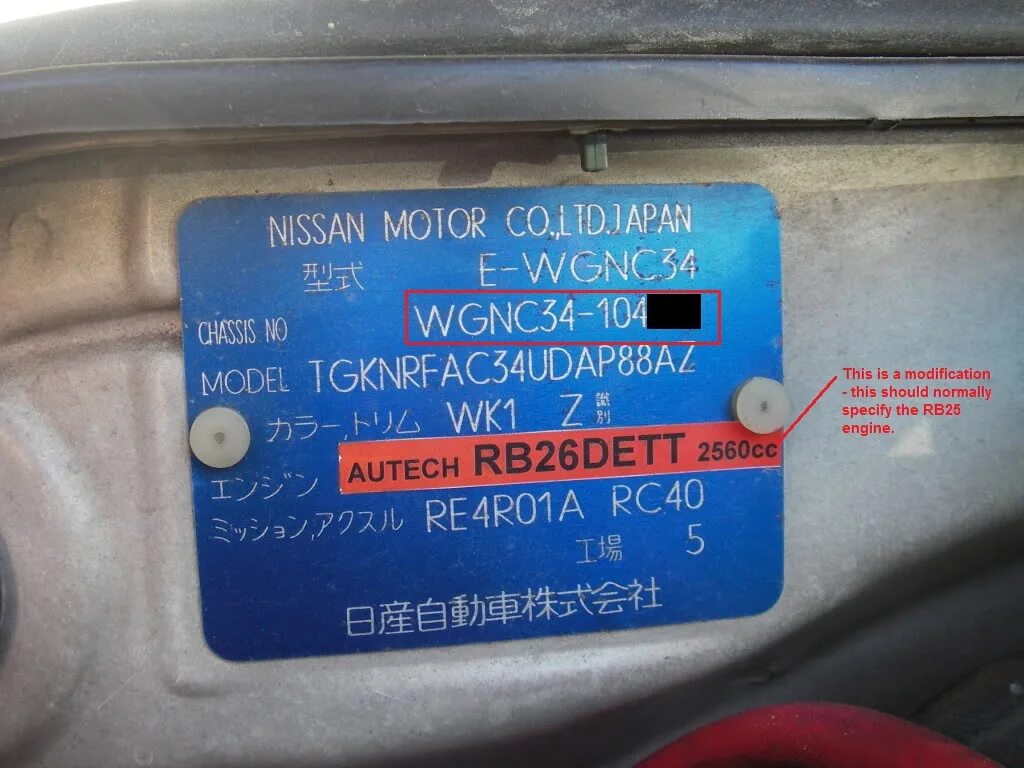 NISSAN MOTOR CO.,LTD.JAPAN
型式 E-WGNC34
CHASSIS NO WGNC34-104
MODEL TGKNRFAC34UDAP88AZ
カラー,トリム WK1 Z 識別
エンジン AUTECH RB26DETT 2560cc
ミッション,アクスル RE4R01A RC40
工場 5
日産自動車株式会社
This is a modification
- this should normally
specify the RB25
engine.